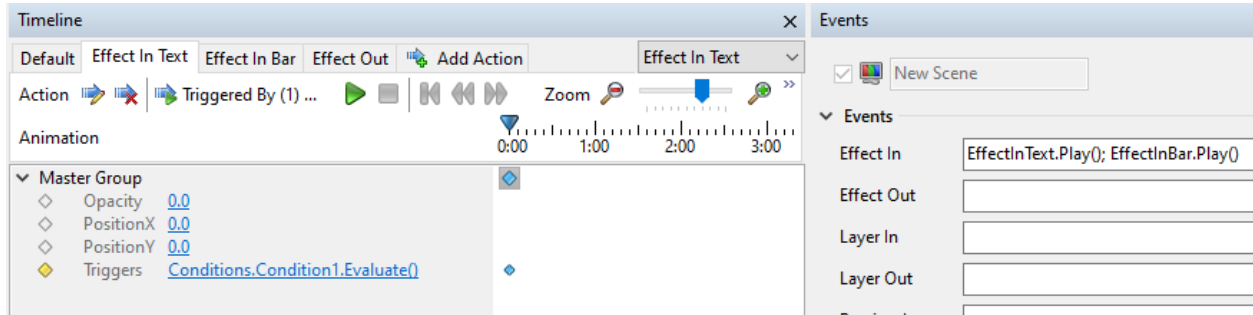 Timeline
Events
Default Effect In Text Effect In Bar Effect Out Add Action Effect In Text
New Scene
Action Triggered By (1) ... Zoom
Events
Animation 0:00 1:00 2:00 3:00
Effect In EffectInText.Play(); EffectInBar.Play()
Master Group
Opacity 0.0
Effect Out
PositionX 0.0
Layer In
PositionY 0.0
Triggers Conditions.Condition1.Evaluate()
Layer Out